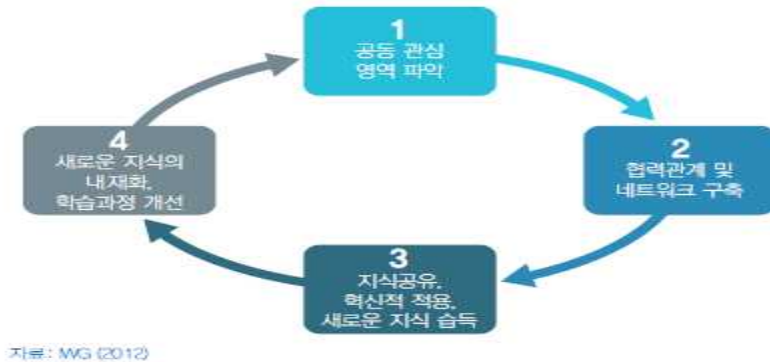 1
공동 관심
영역 파악
2
협력관계 및
네트워크 구축
3
지식공유,
혁신적 적용,
새로운 지식 습득
4
새로운 지식의
내재화,
학습과정 개선
자료: IWG (2012)